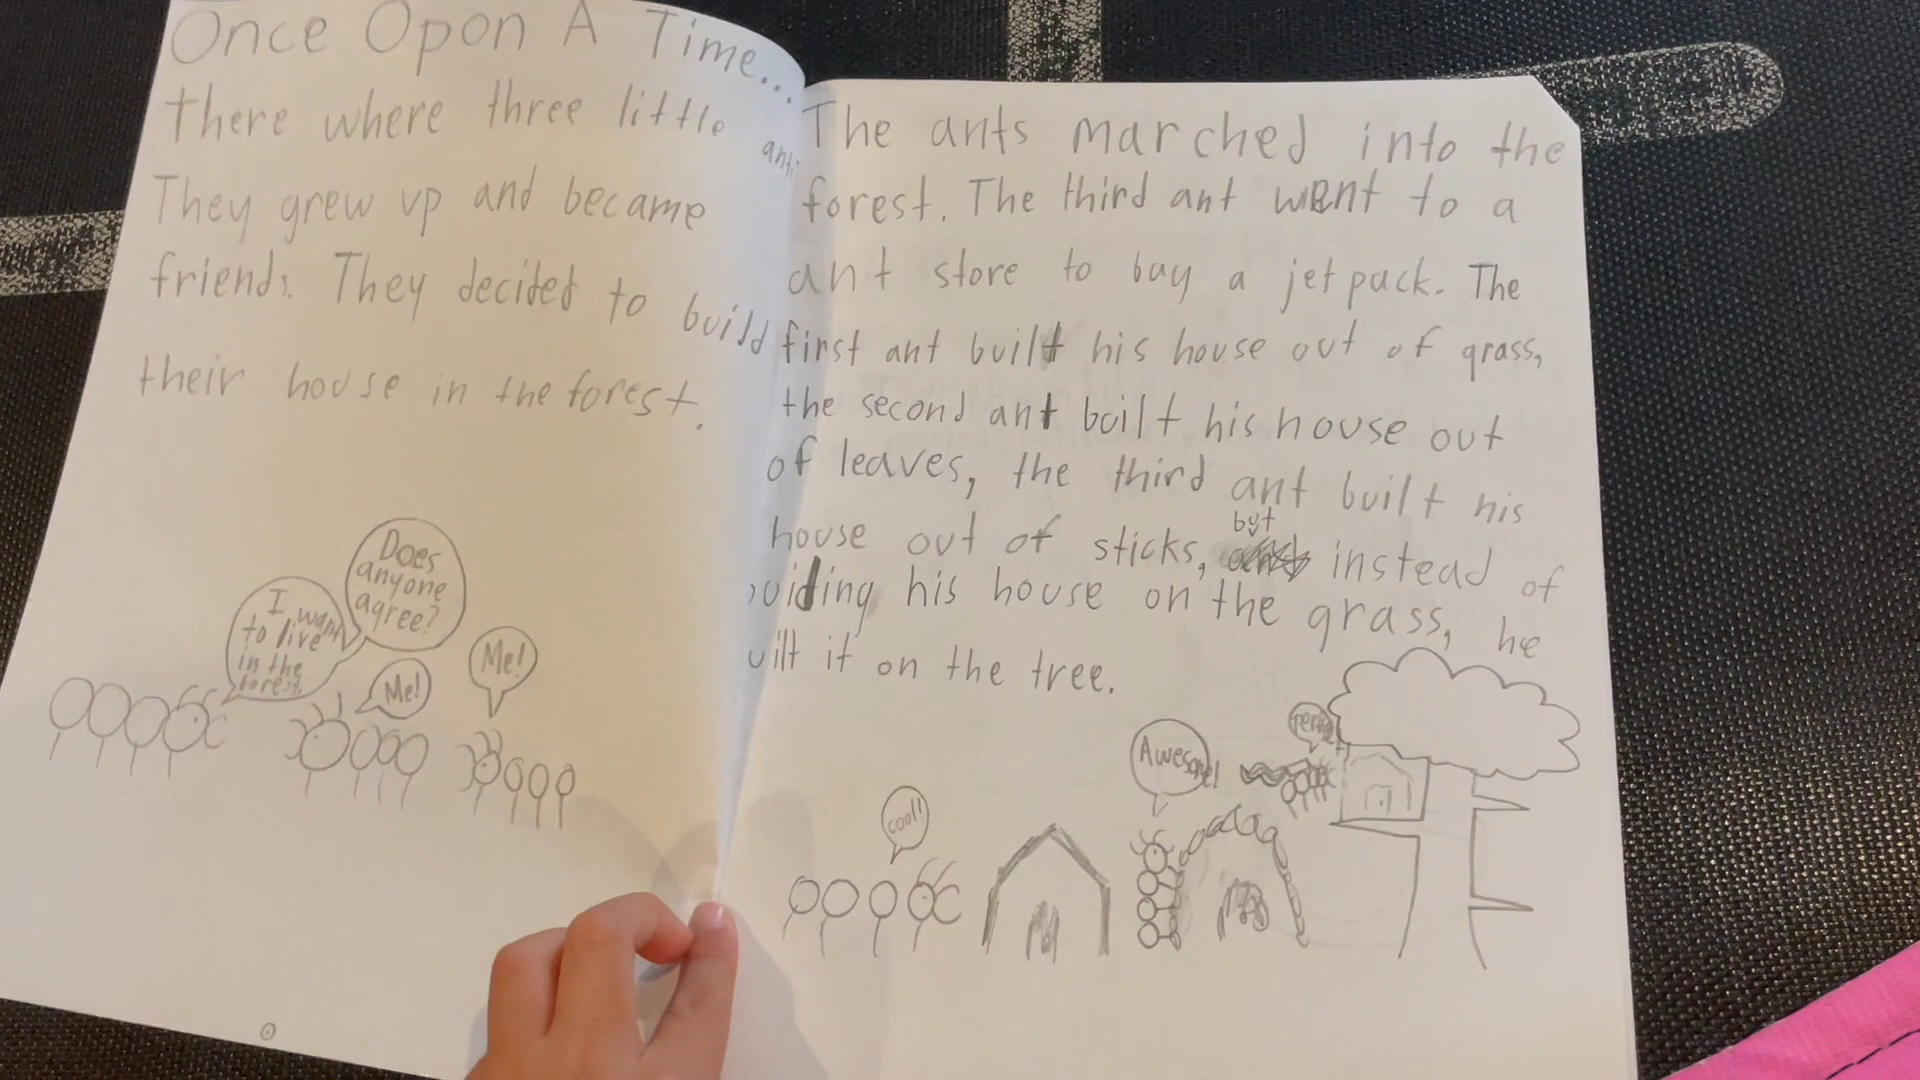 Once Opon A Time...
there where three little ants
They grew up and became
friends. They decided to build
their house in the forest.
Does
anyone
agree?
I want
to live
in the
forest.
Me!
Me!
The ants marched into the
forest. The third ant went to a
ant store to buy a jetpack. The
first ant built his house out of grass,
the second ant built his house out
of leaves, the third ant built his
house out of sticks, but instead of
buiding his house on the grass, he
uilt it on the tree.
Awesome!
cool!